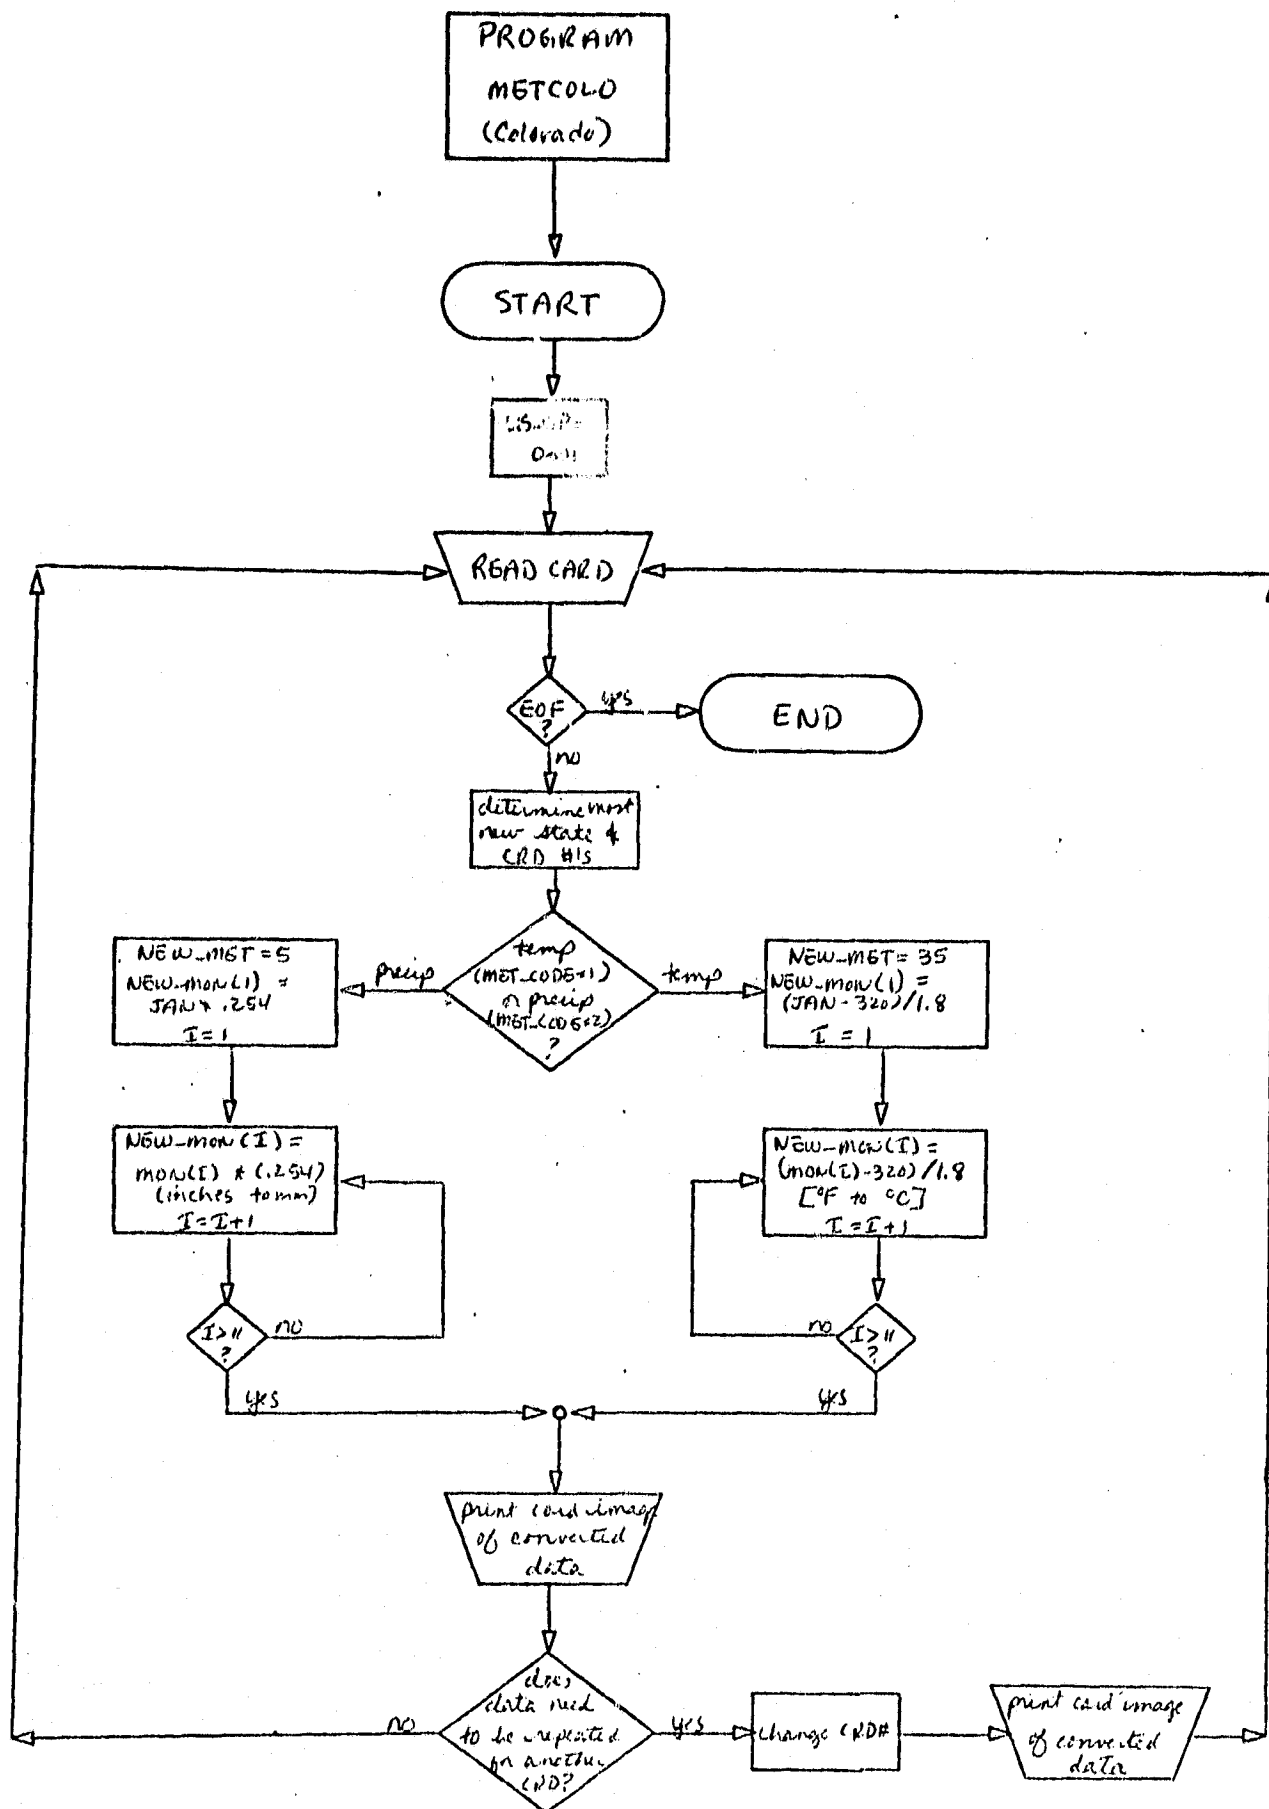 PROGRAM
METCOLO
(Colorado)
START
READ CARD
EOF
?
yes
END
no
determine most
new state &
CRD #'s
temp
(MET_CODE=1)
or precip
(MET_CODE=2)
?
precip
temp
NEW_MET = 5
NEW_MON(1) =
JAN * .254
I = 1
NEW_MET = 35
NEW_MON(1) =
(JAN - 320)/1.8
I = 1
NEW_MON(I) =
MON(I) * (.254)
(inches to mm)
I = I+1
NEW_MON(I) =
(MON(I)-320)/1.8
[°F to °C]
I = I+1
I > 11
?
no
yes
no
I > 11
?
yes
print card image
of converted
data
does
data need
to be repeated
for another
CRD?
no
yes
change CRD#
print card image
of converted
data